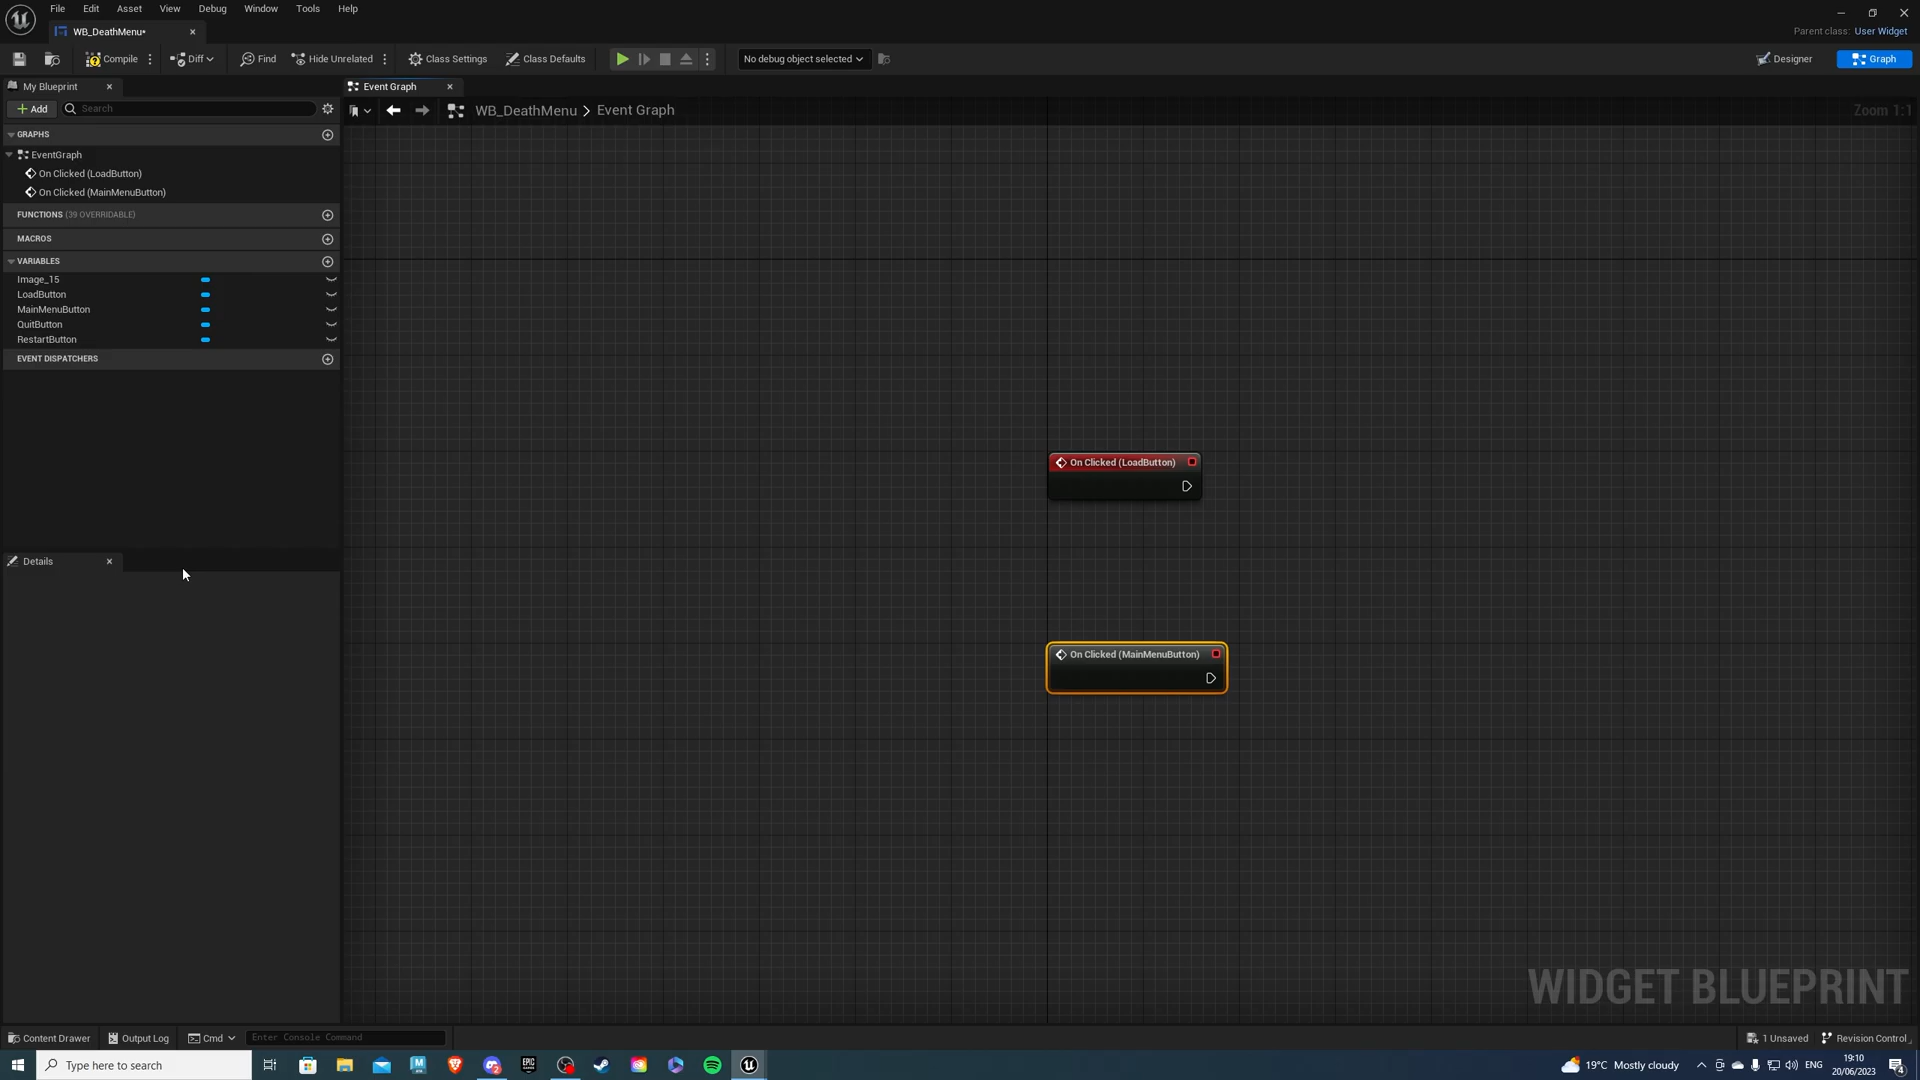 File Edit Asset View Debug Window Tools Help
WB_DeathMenu*
Parent class: User Widget
Compile Diff Find Hide Unrelated Class Settings Class Defaults No debug object selected Designer Graph
My Blueprint
Event Graph
Add Search
WB_DeathMenu > Event Graph
Zoom 1:1
GRAPHS
EventGraph
On Clicked (LoadButton)
On Clicked (MainMenuButton)
FUNCTIONS (39 OVERRIDABLE)
MACROS
VARIABLES
Image_15
LoadButton
MainMenuButton
QuitButton
RestartButton
EVENT DISPATCHERS
On Clicked (LoadButton)
Details
On Clicked (MainMenuButton)
WIDGET BLUEPRINT
Content Drawer Output Log Cmd Enter Console Command 1 Unsaved Revision Control
Type here to search
19°C Mostly cloudy
ENG
19:10
20/06/2023
4